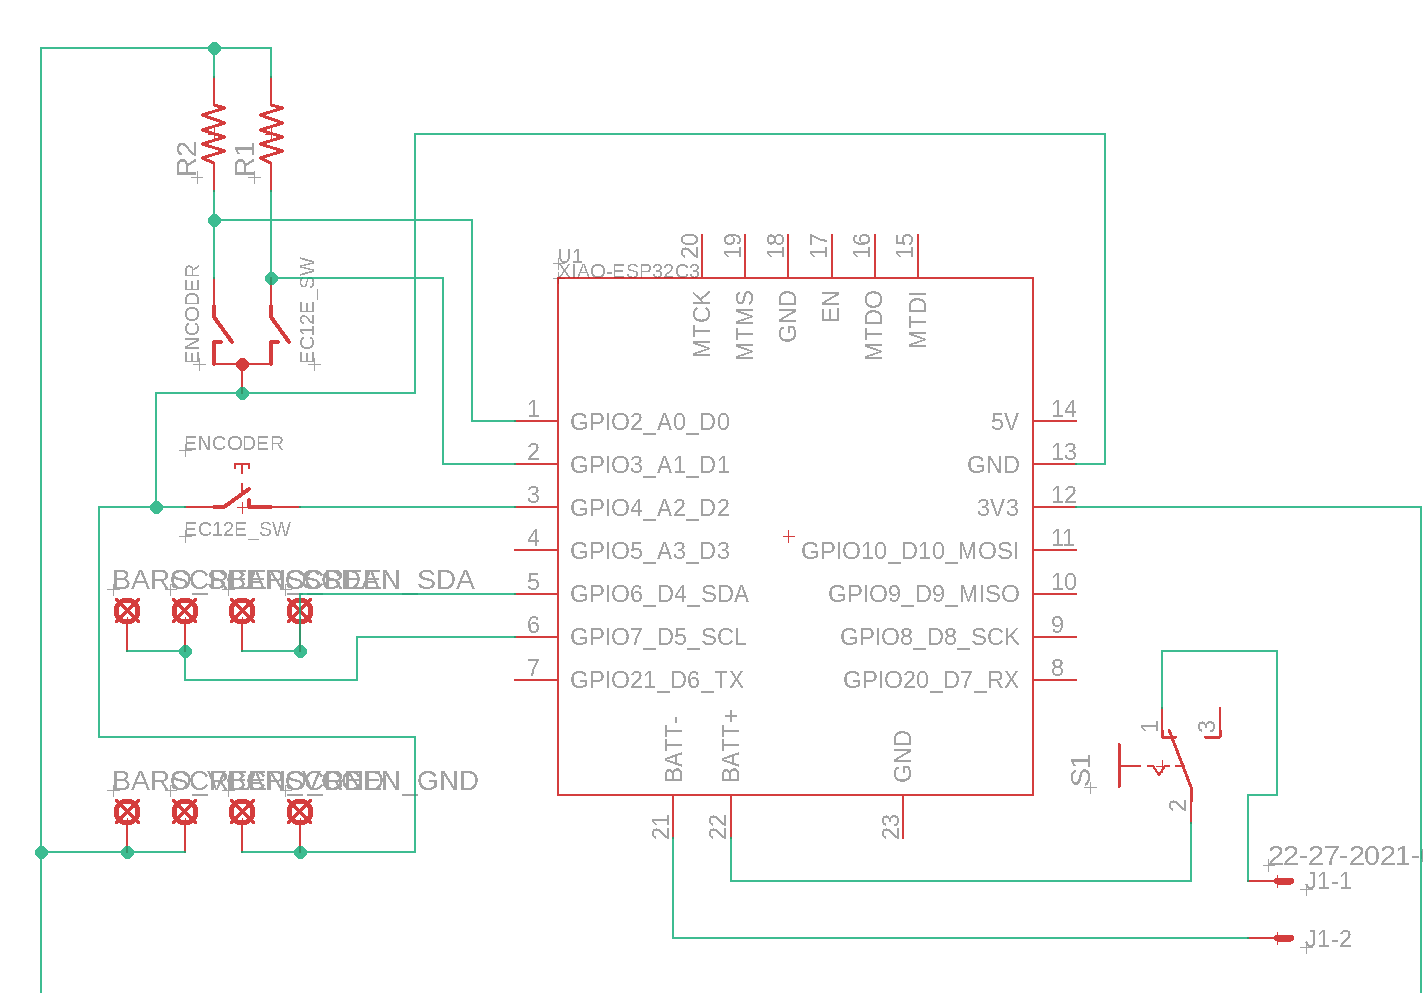 R2
R1
U1
XIAO-ESP32C3
20
19
18
17
16
15
MTCK
MTMS
GND
EN
MTDO
MTDI
ENCODER
EC12E_SW
1
GPIO2_A0_D0
5V
14
2
GPIO3_A1_D1
GND
13
ENCODER
3
GPIO4_A2_D2
3V3
12
EC12E_SW
4
GPIO5_A3_D3
GPIO10_D10_MOSI
11
5
GPIO6_D4_SDA
GPIO9_D9_MISO
10
6
GPIO7_D5_SCL
GPIO8_D8_SCK
9
7
GPIO21_D6_TX
GPIO20_D7_RX
8
BATT-
BATT+
GND
21
22
23
S1
1
3
2
22-27-2021-
J1-1
J1-2